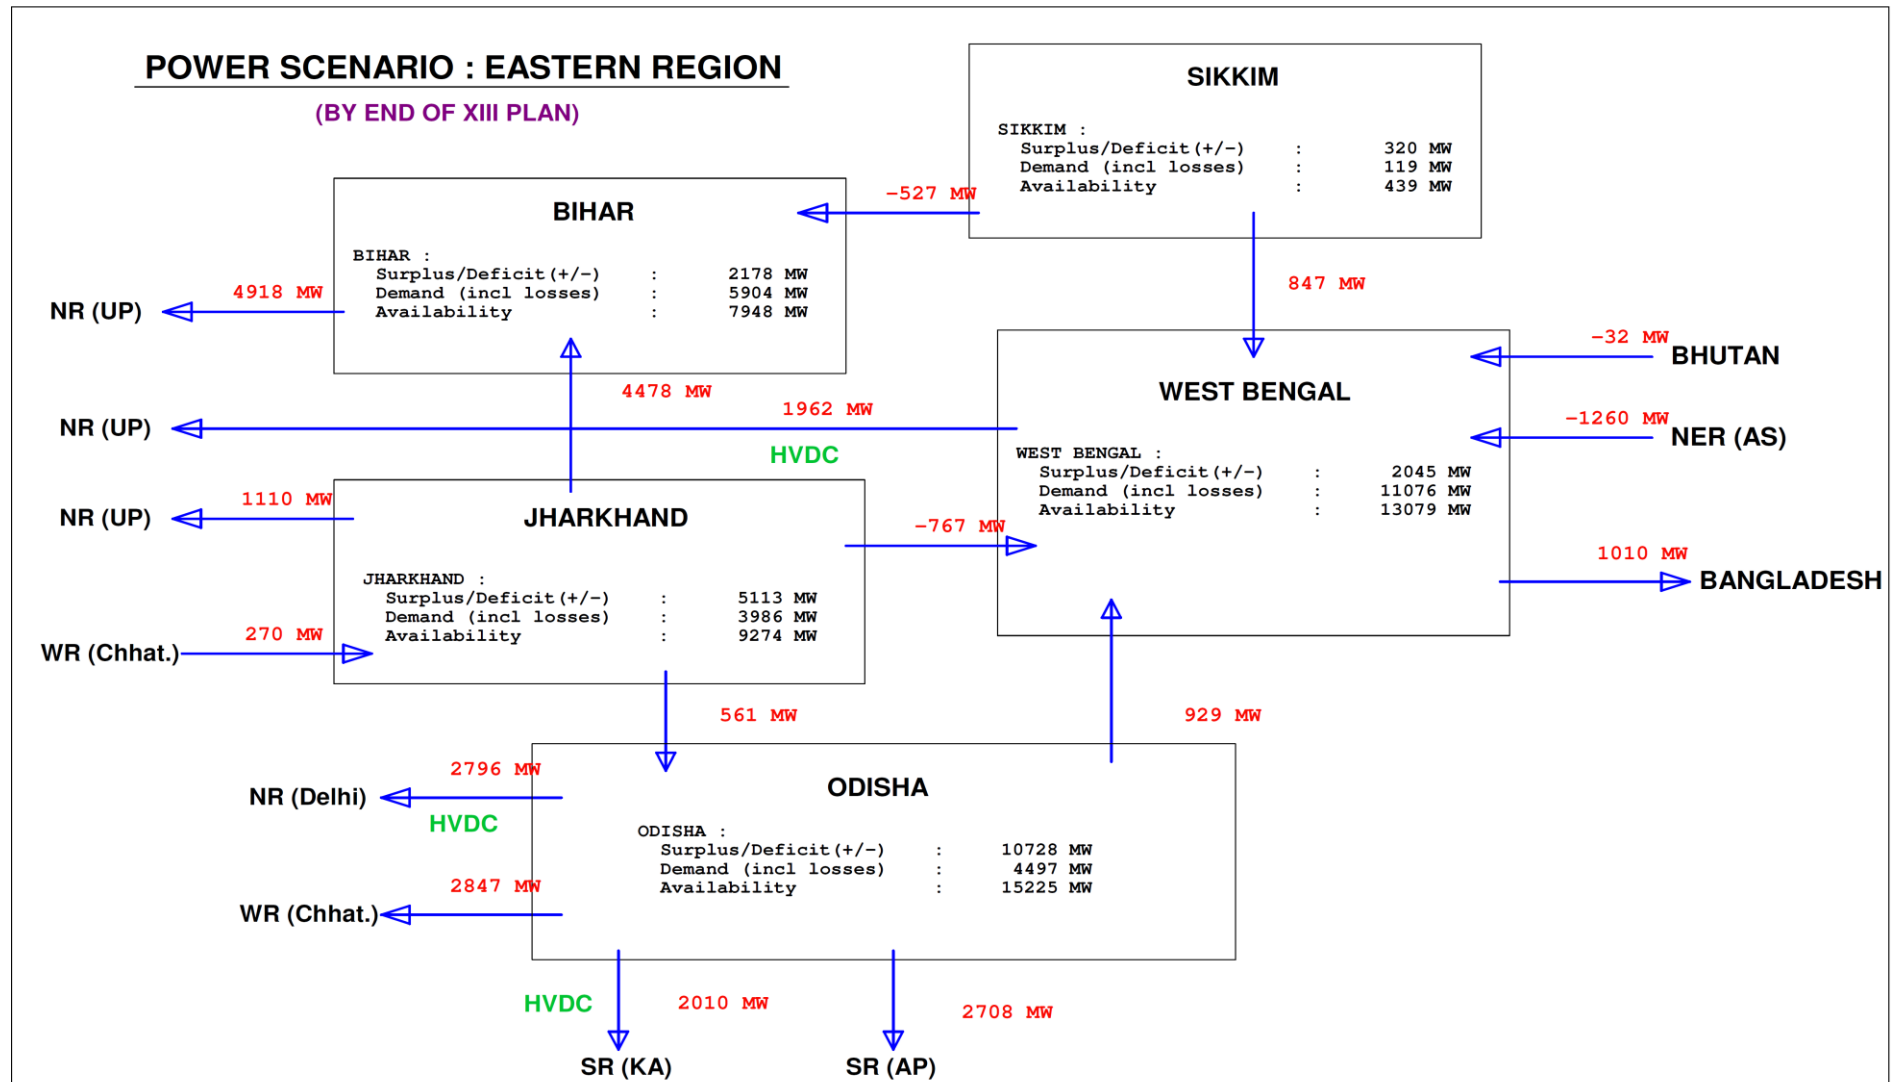 POWER SCENARIO : EASTERN REGION
(BY END OF XIII PLAN)
SIKKIM
SIKKIM :
Surplus/Deficit(+/-) : 320 MW
Demand (incl losses) : 119 MW
Availability : 439 MW
-527 MW
847 MW
BIHAR
BIHAR :
Surplus/Deficit(+/-) : 2178 MW
Demand (incl losses) : 5904 MW
Availability : 7948 MW
4918 MW
NR (UP)
4478 MW
1962 MW
NR (UP)
HVDC
WEST BENGAL
WEST BENGAL :
Surplus/Deficit(+/-) : 2045 MW
Demand (incl losses) : 11076 MW
Availability : 13079 MW
-32 MW
BHUTAN
-1260 MW
NER (AS)
1010 MW
BANGLADESH
1110 MW
NR (UP)
JHARKHAND
JHARKHAND :
Surplus/Deficit(+/-) : 5113 MW
Demand (incl losses) : 3986 MW
Availability : 9274 MW
-767 MW
270 MW
WR (Chhat.)
561 MW
929 MW
2796 MW
NR (Delhi)
HVDC
ODISHA
ODISHA :
Surplus/Deficit(+/-) : 10728 MW
Demand (incl losses) : 4497 MW
Availability : 15225 MW
2847 MW
WR (Chhat.)
HVDC
2010 MW
2708 MW
SR (KA)
SR (AP)